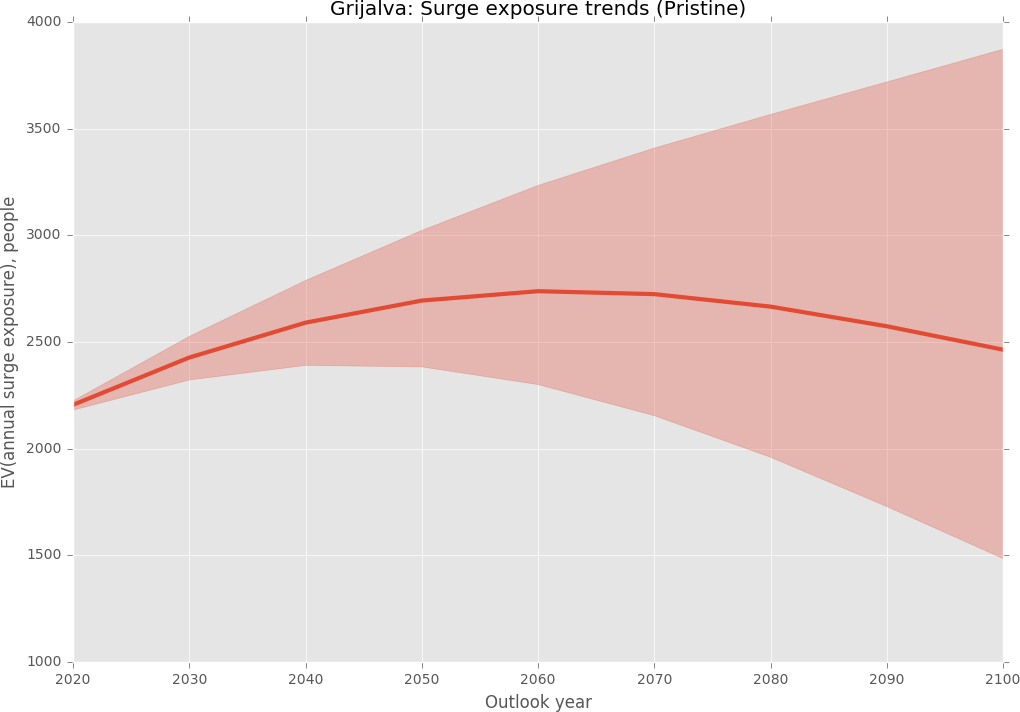 Grijalva: Surge exposure trends (Pristine)
EV(annual surge exposure), people
4000
3500
3000
2500
2000
1500
1000
2020 2030 2040 2050 2060 2070 2080 2090 2100
Outlook year